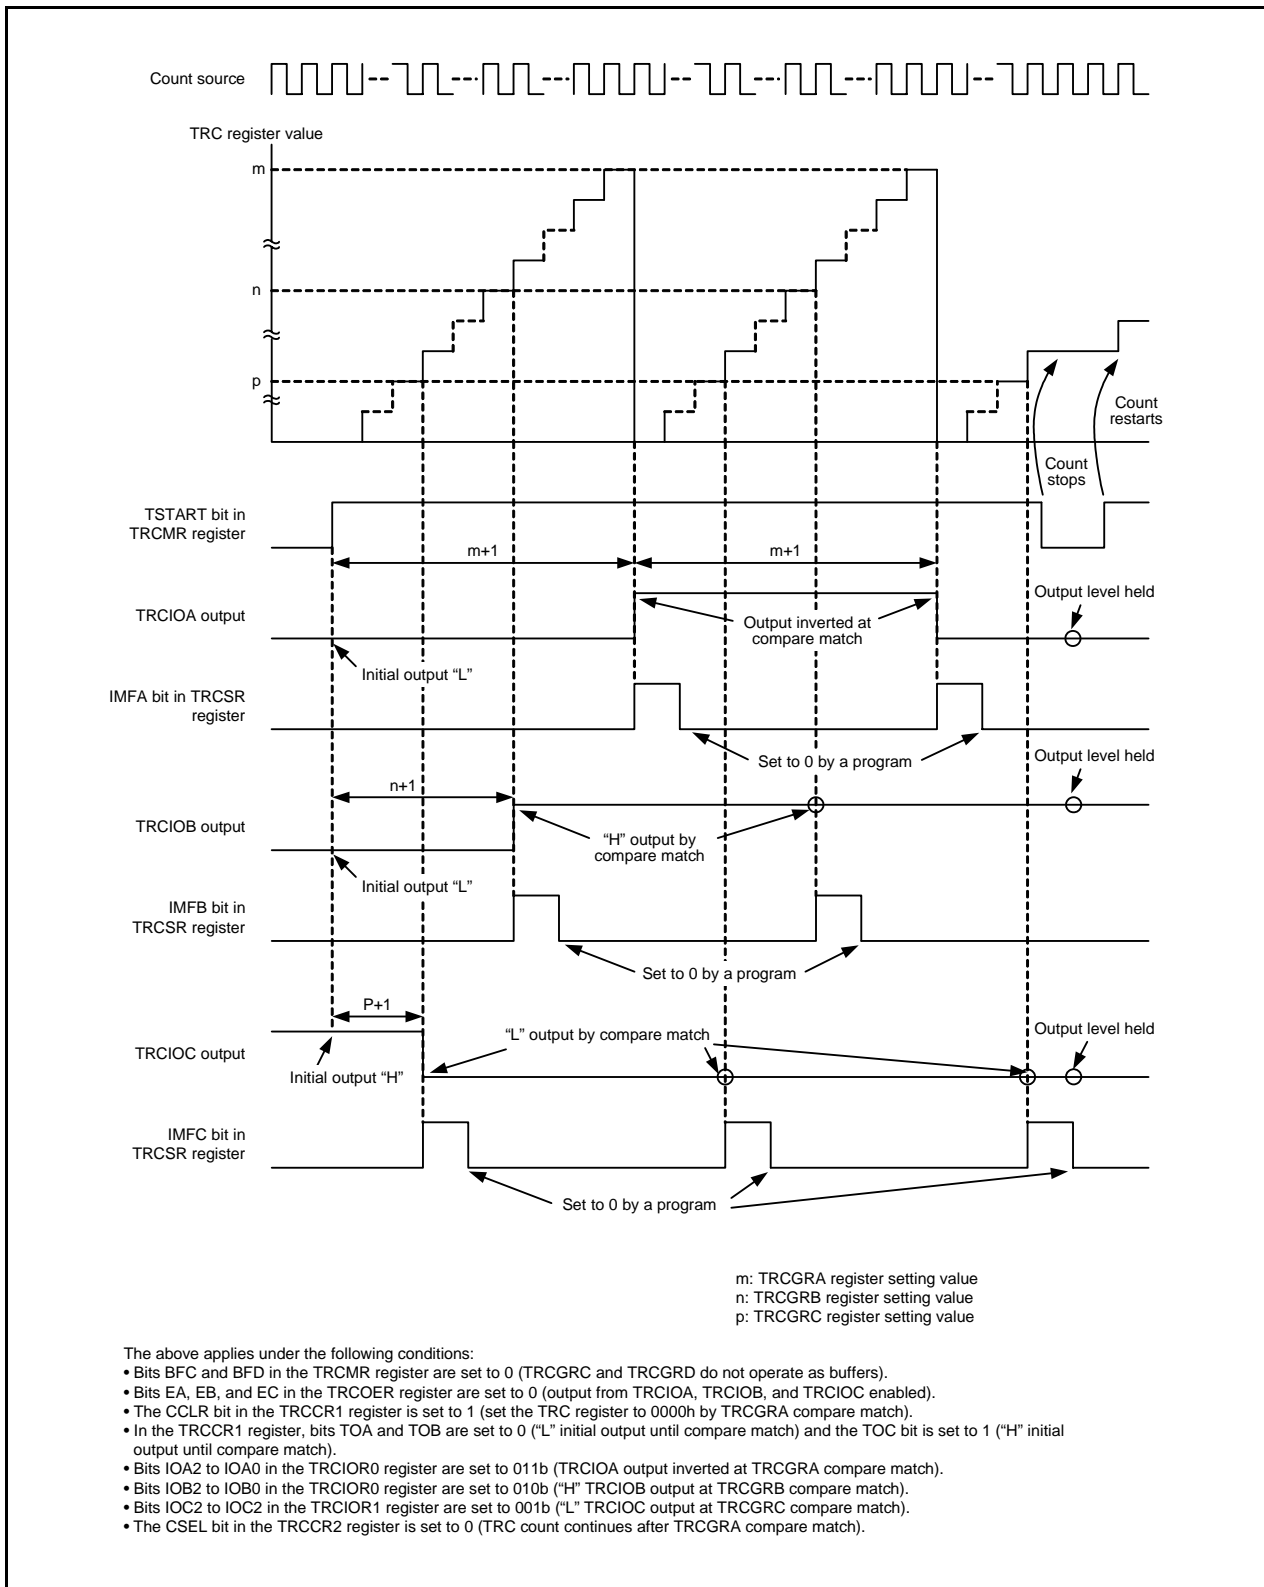 Count source
TRC register value
m
n
p
Count
restarts
Count
stops
TSTART bit in
TRCMR register
m+1
m+1
Output level held
TRCIOA output
Output inverted at
compare match
Initial output “L”
IMFA bit in TRCSR
register
Set to 0 by a program
Output level held
n+1
TRCIOB output
“H” output by
compare match
Initial output “L”
IMFB bit in
TRCSR register
Set to 0 by a program
P+1
“L” output by compare match
Output level held
TRCIOC output
Initial output “H”
IMFC bit in
TRCSR register
Set to 0 by a program
m: TRCGRA register setting value
n: TRCGRB register setting value
p: TRCGRC register setting value
The above applies under the following conditions:
• Bits BFC and BFD in the TRCMR register are set to 0 (TRCGRC and TRCGRD do not operate as buffers).
• Bits EA, EB, and EC in the TRCOER register are set to 0 (output from TRCIOA, TRCIOB, and TRCIOC enabled).
• The CCLR bit in the TRCCR1 register is set to 1 (set the TRC register to 0000h by TRCGRA compare match).
• In the TRCCR1 register, bits TOA and TOB are set to 0 (“L” initial output until compare match) and the TOC bit is set to 1 (“H” initial
output until compare match).
• Bits IOA2 to IOA0 in the TRCIOR0 register are set to 011b (TRCIOA output inverted at TRCGRA compare match).
• Bits IOB2 to IOB0 in the TRCIOR0 register are set to 010b (“H” TRCIOB output at TRCGRB compare match).
• Bits IOC2 to IOC2 in the TRCIOR1 register are set to 001b (“L” TRCIOC output at TRCGRC compare match).
• The CSEL bit in the TRCCR2 register is set to 0 (TRC count continues after TRCGRA compare match).